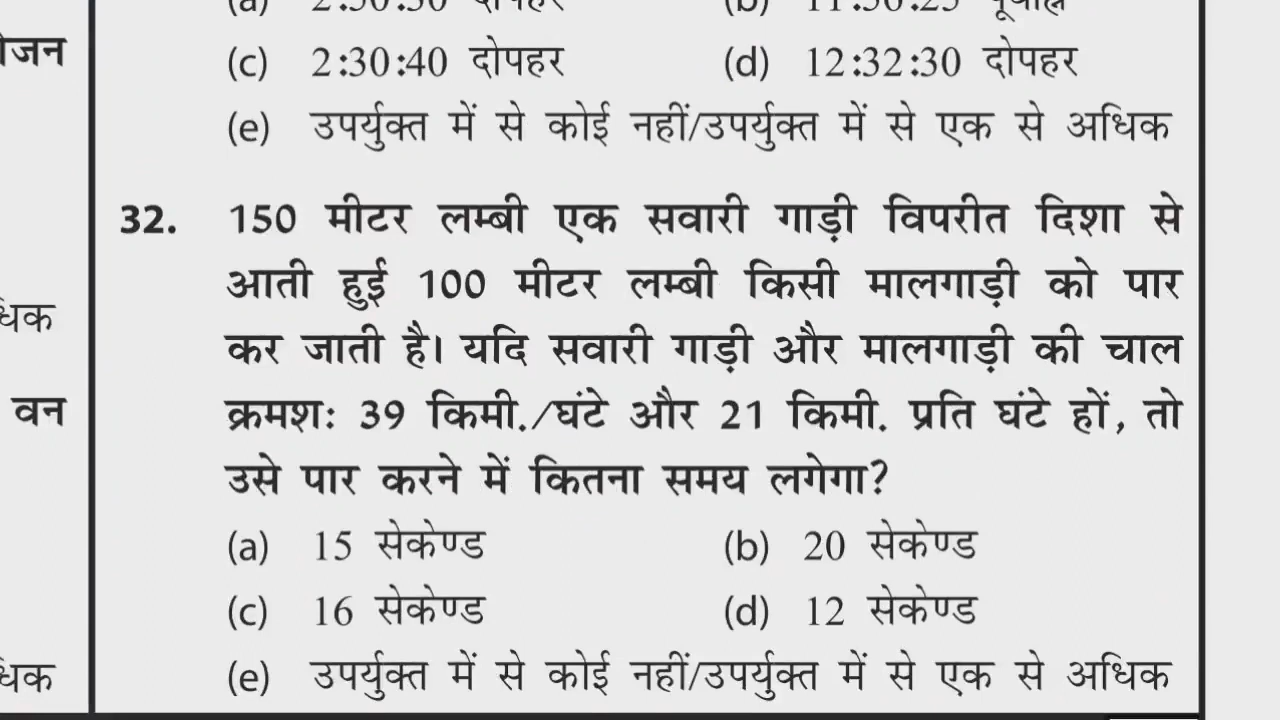 (c) 2:30:40 दोपहर (d) 12:32:30 दोपहर
(e) उपर्युक्त में से कोई नहीं/उपर्युक्त में से एक से अधिक
32. 150 मीटर लम्बी एक सवारी गाड़ी विपरीत दिशा से
आती हुई 100 मीटर लम्बी किसी मालगाड़ी को पार
कर जाती है। यदि सवारी गाड़ी और मालगाड़ी की चाल
क्रमशः 39 किमी./घंटे और 21 किमी. प्रति घंटे हों, तो
उसे पार करने में कितना समय लगेगा?
(a) 15 सेकेण्ड (b) 20 सेकेण्ड
(c) 16 सेकेण्ड (d) 12 सेकेण्ड
(e) उपर्युक्त में से कोई नहीं/उपर्युक्त में से एक से अधिक
वन